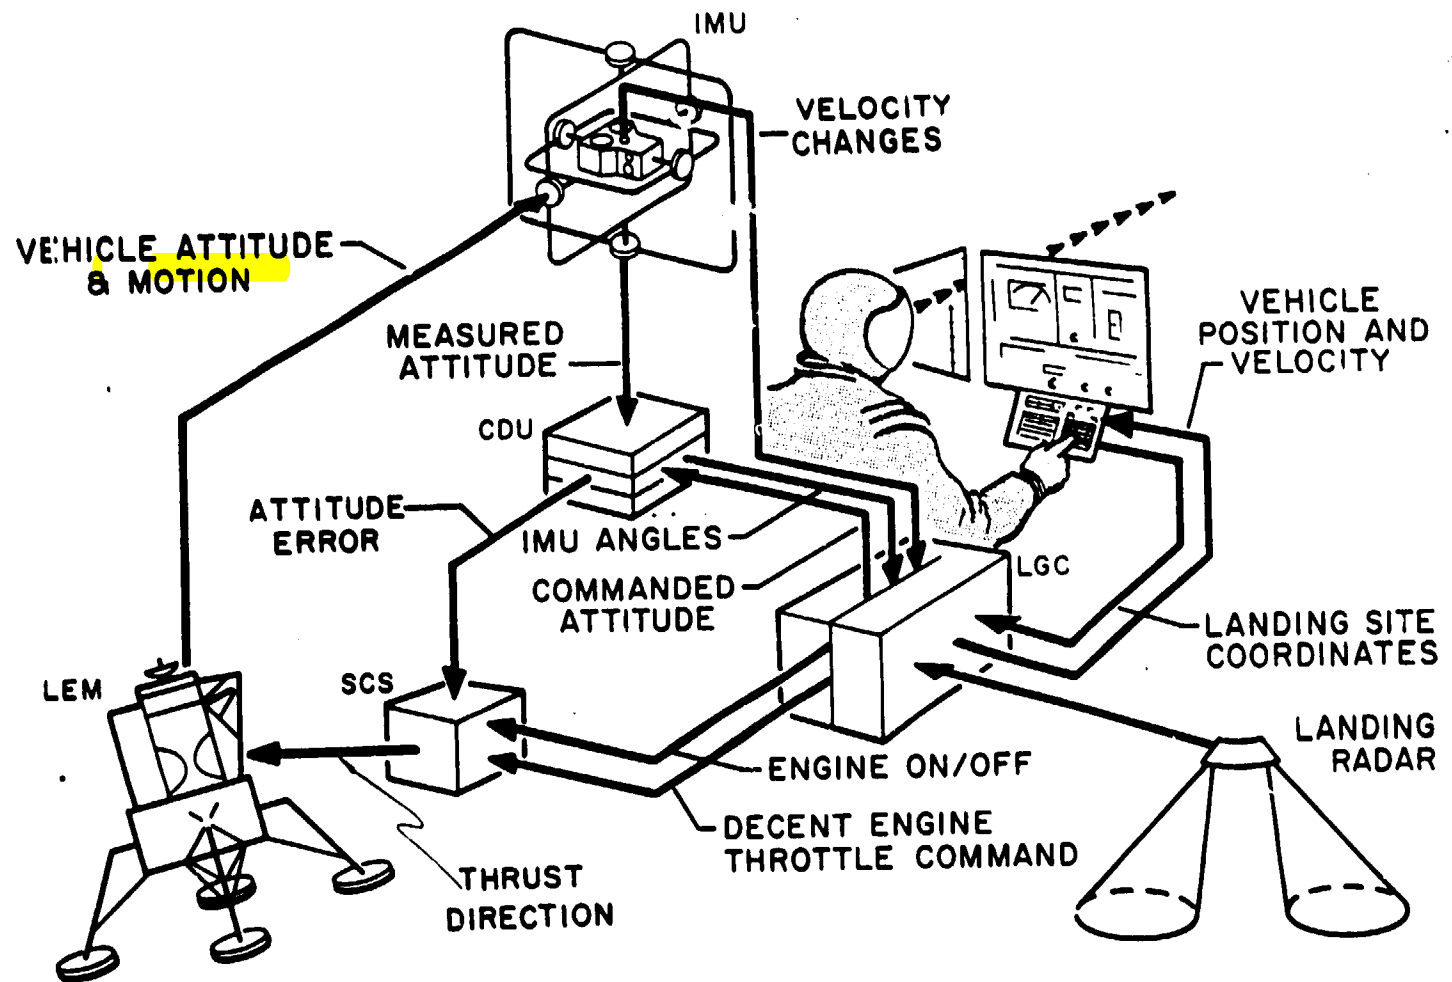 IMU
VELOCITY
CHANGES
VEHICLE ATTITUDE
& MOTION
MEASURED
ATTITUDE
VEHICLE
POSITION AND
VELOCITY
CDU
ATTITUDE
ERROR
IMU ANGLES
COMMANDED
ATTITUDE
LGC
LANDING SITE
COORDINATES
LEM
SCS
LANDING
RADAR
ENGINE ON/OFF
DECENT ENGINE
THROTTLE COMMAND
THRUST
DIRECTION